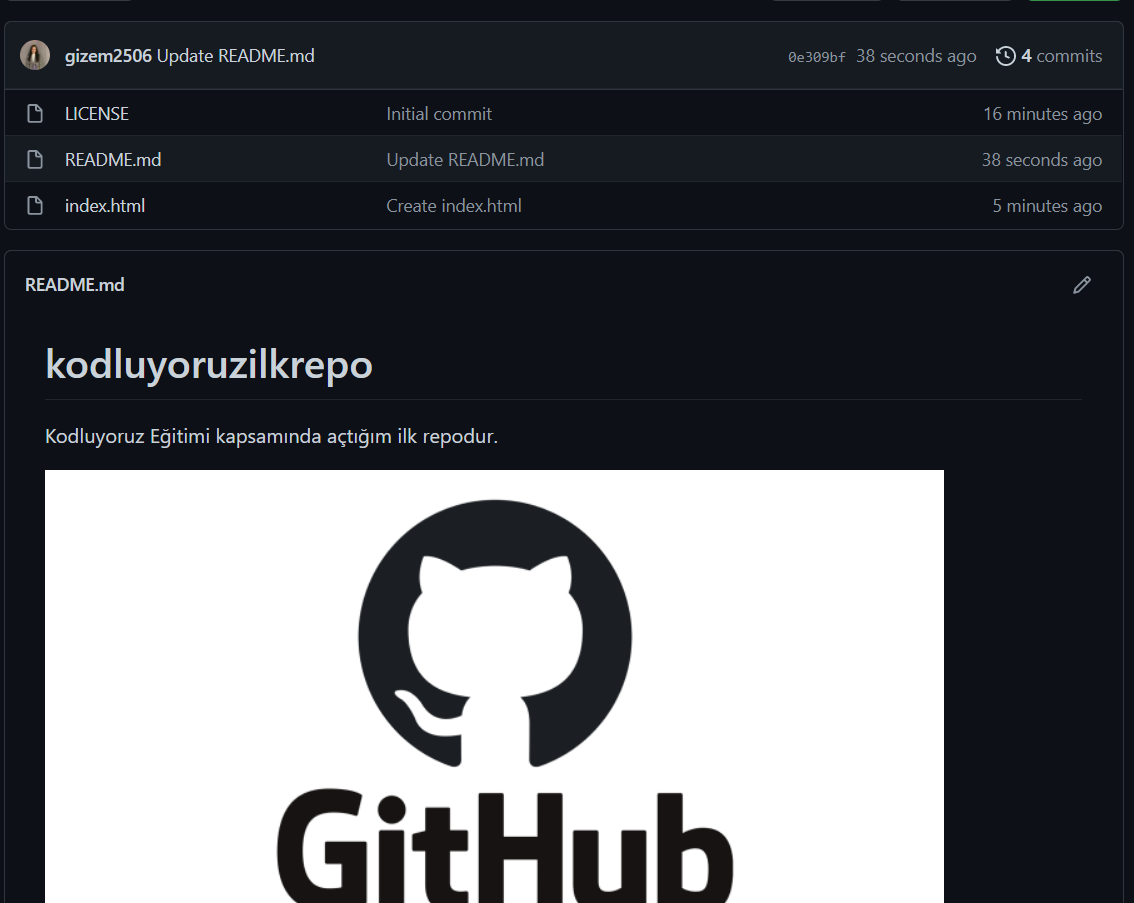 gizem2506 Update README.md 0e309bf 38 seconds ago 4 commits
LICENSE Initial commit 16 minutes ago
README.md Update README.md 38 seconds ago
index.html Create index.html 5 minutes ago
README.md
kodluyoruzilkrepo
Kodluyoruz Eğitimi kapsamında açtığım ilk repodur.
GitHub